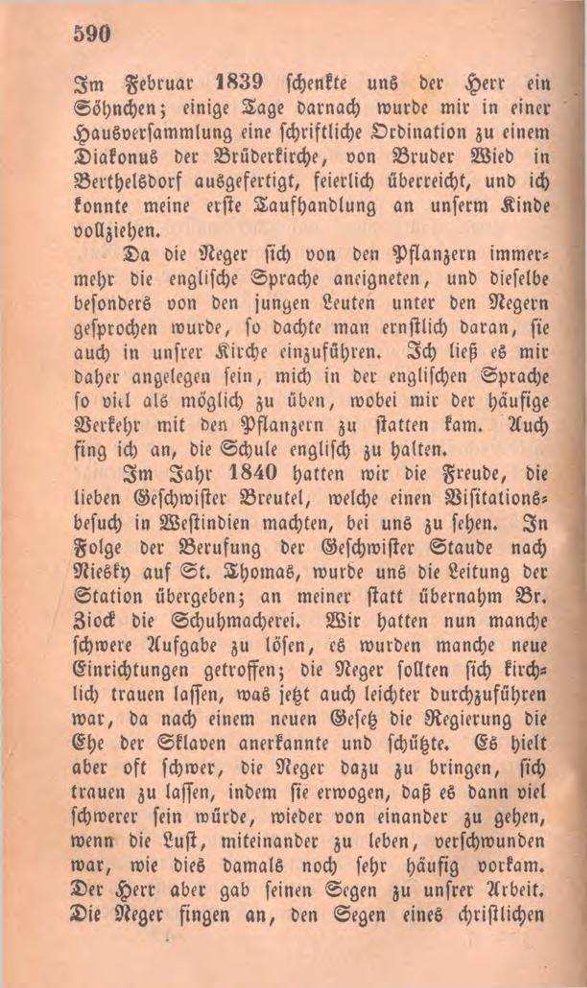 590
Im Februar 1839 schenkte uns der Herr ein
Söhnchen; einige Tage darnach wurde mir in einer
Hausversammlung eine schriftliche Ordination zu einem
Diakonus der Brüderkirche, von Bruder Wied in
Berthelsdorf ausgefertigt, feierlich überreicht, und ich
konnte meine erste Taufhandlung an unserm Kinde
vollziehen.
Da die Neger sich von den Pflanzern immer-
mehr die englische Sprache aneigneten, und dieselbe
besonders von den jungen Leuten unter den Negern
gesprochen wurde, so dachte man ernstlich daran, sie
auch in unsrer Kirche einzuführen. Ich ließ es mir
daher angelegen sein, mich in der englischen Sprache
so viel als möglich zu üben, wobei mir der häufige
Verkehr mit den Pflanzern zu statten kam. Auch
fing ich an, die Schule englisch zu halten.
Im Jahr 1840 hatten wir die Freude, die
lieben Geschwister Breutel, welche einen Visitations-
besuch in Westindien machten, bei uns zu sehen. In
Folge der Berufung der Geschwister Staude nach
Niesky auf St. Thomas, wurde uns die Leitung der
Station übergeben; an meiner statt übernahm Br.
Ziock die Schuhmacherei. Wir hatten nun manche
schwere Aufgabe zu lösen, es wurden manche neue
Einrichtungen getroffen; die Neger sollten sich kirch-
lich trauen lassen, was jetzt auch leichter durchzuführen
war, da nach einem neuen Gesetz die Regierung die
Ehe der Sklaven anerkannte und schützte. Es hielt
aber oft schwer, die Neger dazu zu bringen, sich
trauen zu lassen, indem sie erwogen, daß es dann viel
schwerer sein würde, wieder von einander zu gehen,
wenn die Lust, miteinander zu leben, verschwunden
war, wie dies damals noch sehr häufig vorkam.
Der Herr aber gab seinen Segen zu unsrer Arbeit.
Die Neger fingen an, den Segen eines christlichen